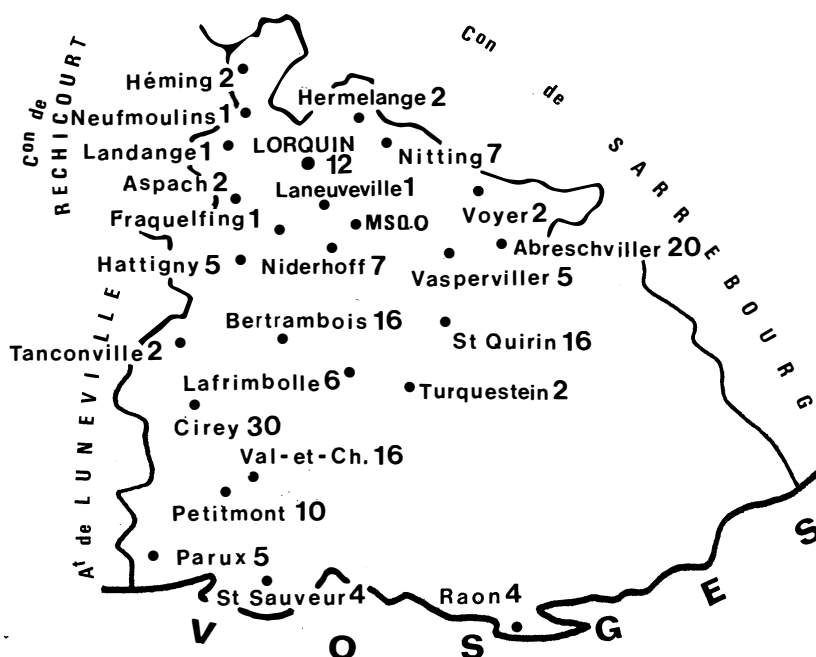 Con de
RECHICOURT
Con de SARREBOURG
Héming 2
Hermelange 2
Neufmoulins 1
LORQUIN
12
Landange 1
Nitting 7
Aspach 2
Laneuveville 1
Voyer 2
Fraquelfing 1
MSQ.O
Abreschviller 20
Hattigny 5
Niderhoff 7
Vasperviller 5
Bertrambois 16
St Quirin 16
Tanconville 2
Lafrimbolle 6
Turquestein 2
Cirey 30
Val-et-Ch. 16
Petitmont 10
Parux 5
St Sauveur 4
Raon 4
At de LUNEVILLE
VOSGES